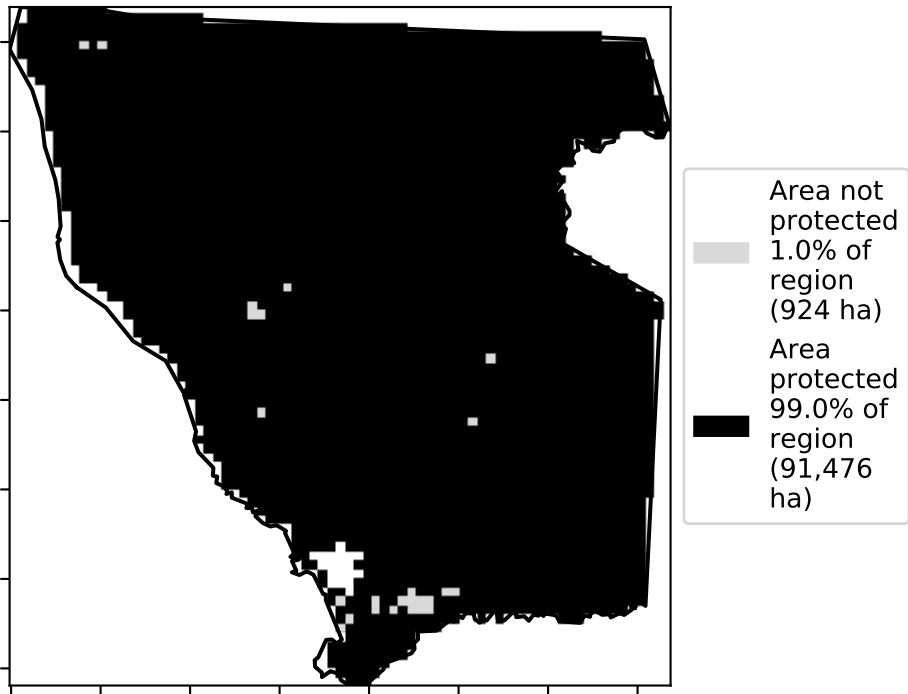 Area not
protected
1.0% of
region
(924 ha)
Area
protected
99.0% of
region
(91,476
ha)